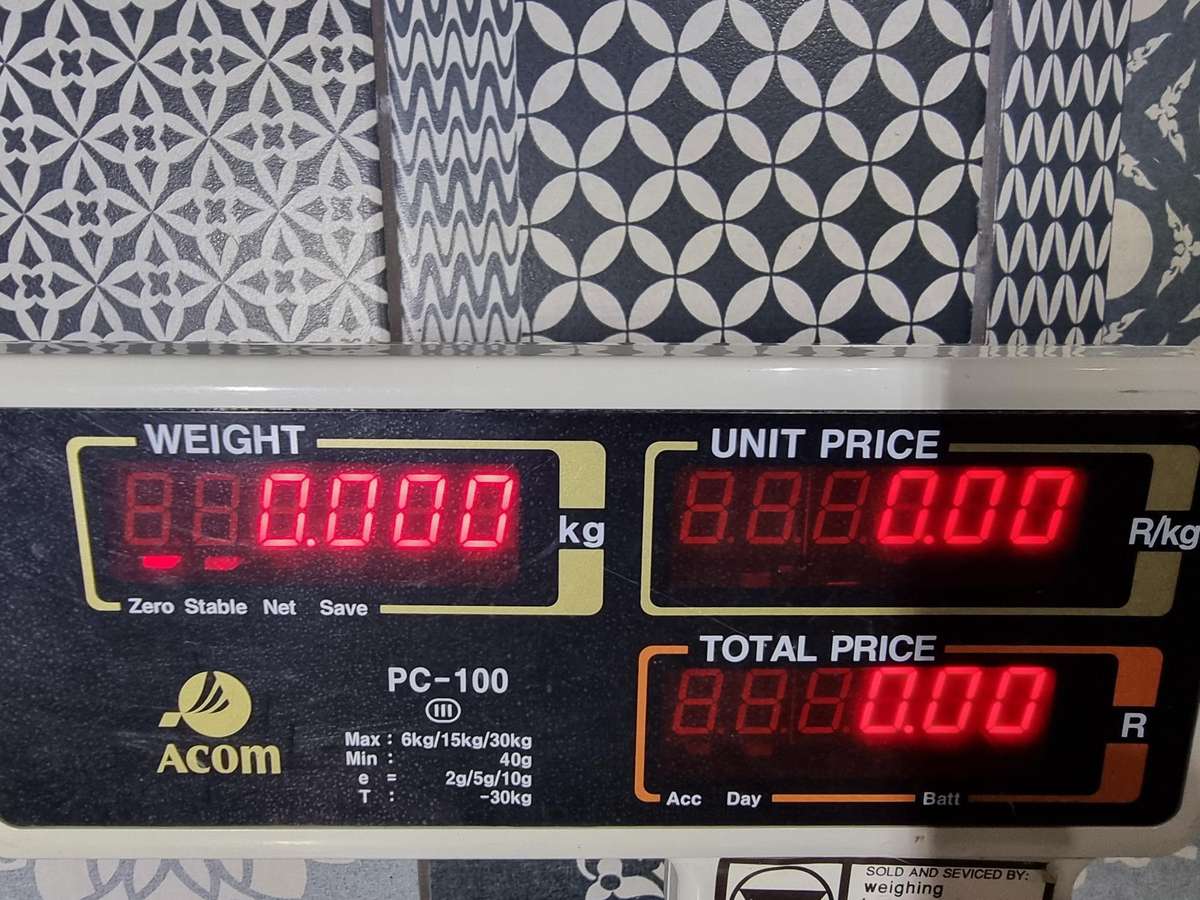 WEIGHT
0.000
kg
Zero Stable Net Save
UNIT PRICE
0.00
R/kg
TOTAL PRICE
0.00
R
Acc Day Batt
ACOM
PC-100
III
Max : 6kg/15kg/30kg
Min : 40g
e = 2g/5g/10g
T : -30kg
SOLD AND SEVICED BY:
weighing